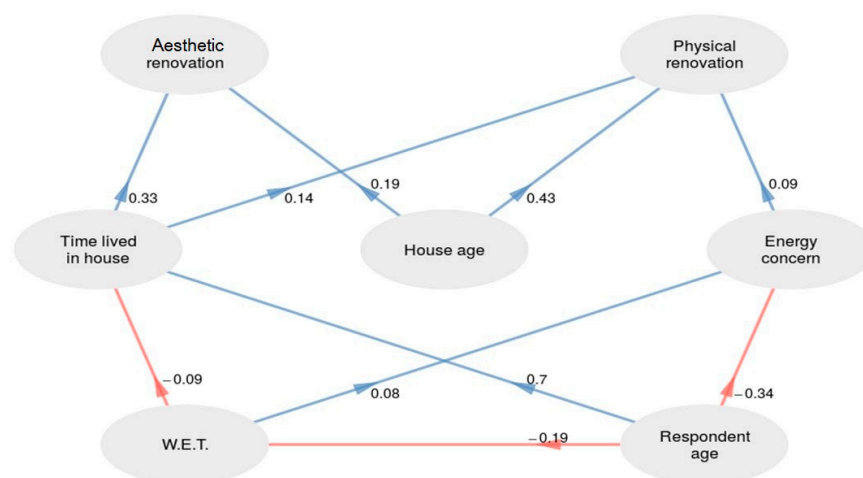 Aesthetic
renovation
Physical
renovation
0.33
0.14
0.19
0.43
0.09
Time lived
in house
House age
Energy
concern
−0.09
0.08
0.7
−0.34
W.E.T.
−0.19
Respondent
age